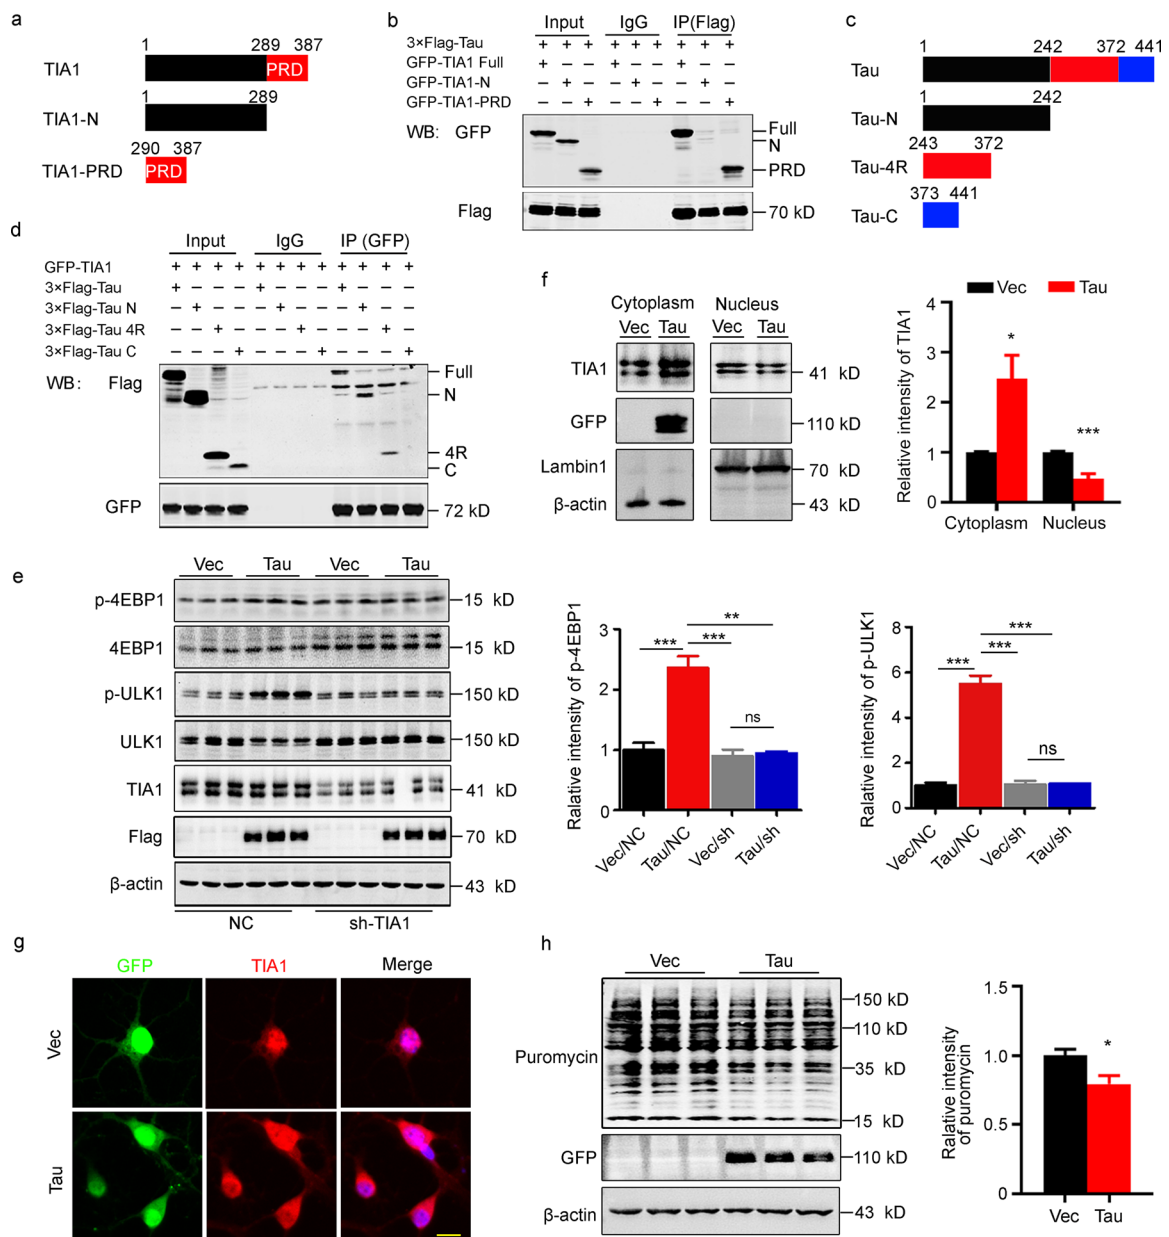 a
1 289 387
TIA1 PRD
1 289
TIA1-N
290 387
TIA1-PRD PRD
b
Input IgG IP(Flag)
3×Flag-Tau + + + + + + + + +
GFP-TIA1 Full + − − + − − + − −
GFP-TIA1-N − + − − + − − + −
GFP-TIA1-PRD − − + − − + − − +
WB: GFP
Full
N
PRD
Flag 70 kD
c
1 242 372 441
Tau
1 242
Tau-N
243 372
Tau-4R
373 441
Tau-C
d
Input IgG IP (GFP)
GFP-TIA1 + + + + + + + + + + + +
3×Flag-Tau + − − − + − − − + − − −
3×Flag-Tau N − + − − − + − − − + − −
3×Flag-Tau 4R − − + − − − + − − − + −
3×Flag-Tau C − − − + − − − + − − − +
WB: Flag
Full
N
4R
C
GFP 72 kD
f
Cytoplasm Nucleus
Vec Tau Vec Tau
TIA1 41 kD
GFP 110 kD
Lambin1 70 kD
β-actin 43 kD
Vec Tau
Relative intensity of TIA1
4
3
2
1
0
*
***
Cytoplasm Nucleus
e
Vec Tau Vec Tau
p-4EBP1 15 kD
4EBP1 15 kD
p-ULK1 150 kD
ULK1 150 kD
TIA1 41 kD
Flag 70 kD
β-actin 43 kD
NC sh-TIA1
Ralative intensity of p-4EBP1
3
2
1
0
**
*** ***
ns
Vec/NC Tau/NC Vec/sh Tau/sh
Ralative intensity of p-ULK1
8
6
4
2
0
***
*** ***
ns
Vec/NC Tau/NC Vec/sh Tau/sh
g
GFP TIA1 Merge
Vec
Tau
h
Vec Tau
Puromycin
150 kD
110 kD
35 kD
15 kD
GFP 110 kD
β-actin 43 kD
Ralative intensity
of puromycin
1.5
1.0
0.5
0.0
*
Vec Tau